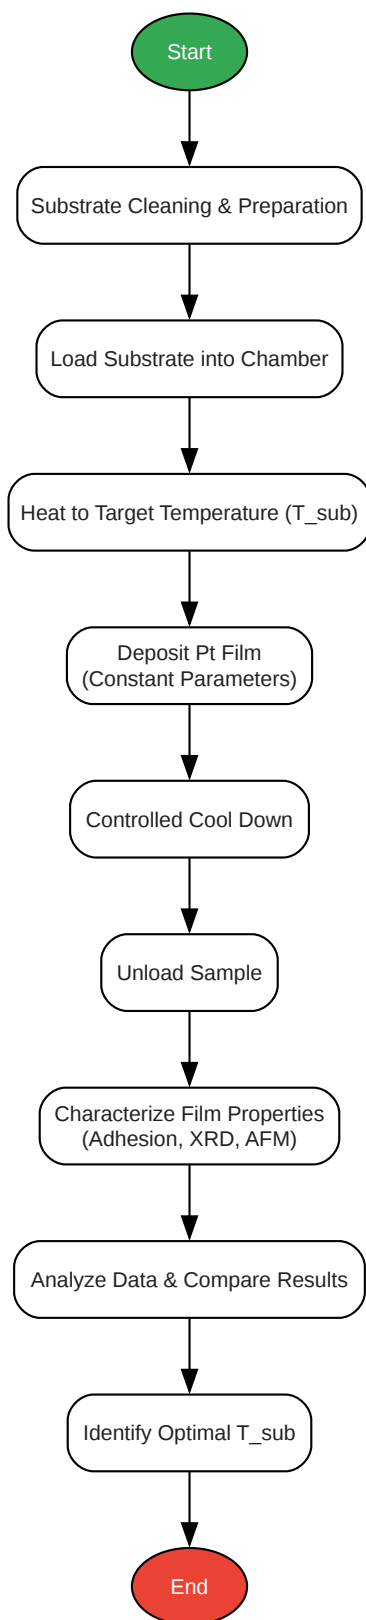 Start
Substrate Cleaning & Preparation
Load Substrate into Chamber
Heat to Target Temperature (T_sub)
Deposit Pt Film
(Constant Parameters)
Controlled Cool Down
Unload Sample
Characterize Film Properties
(Adhesion, XRD, AFM)
Analyze Data & Compare Results
Identify Optimal T_sub
End